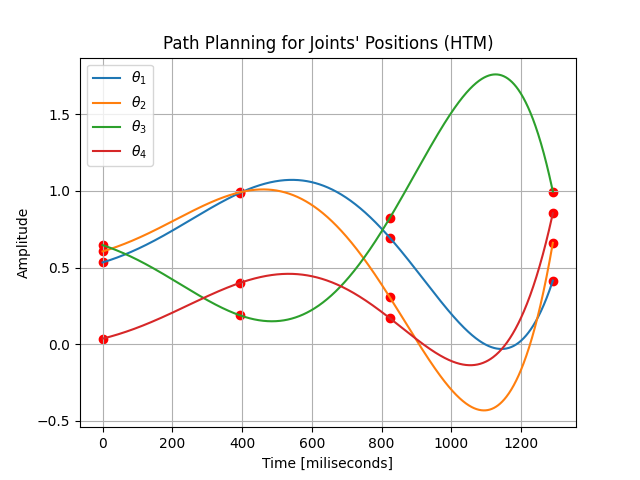 Path Planning for Joints' Positions (HTM)
θ1
θ2
θ3
θ4
1.5
1.0
0.5
0.0
−0.5
Amplitude
0 200 400 600 800 1000 1200
Time [miliseconds]